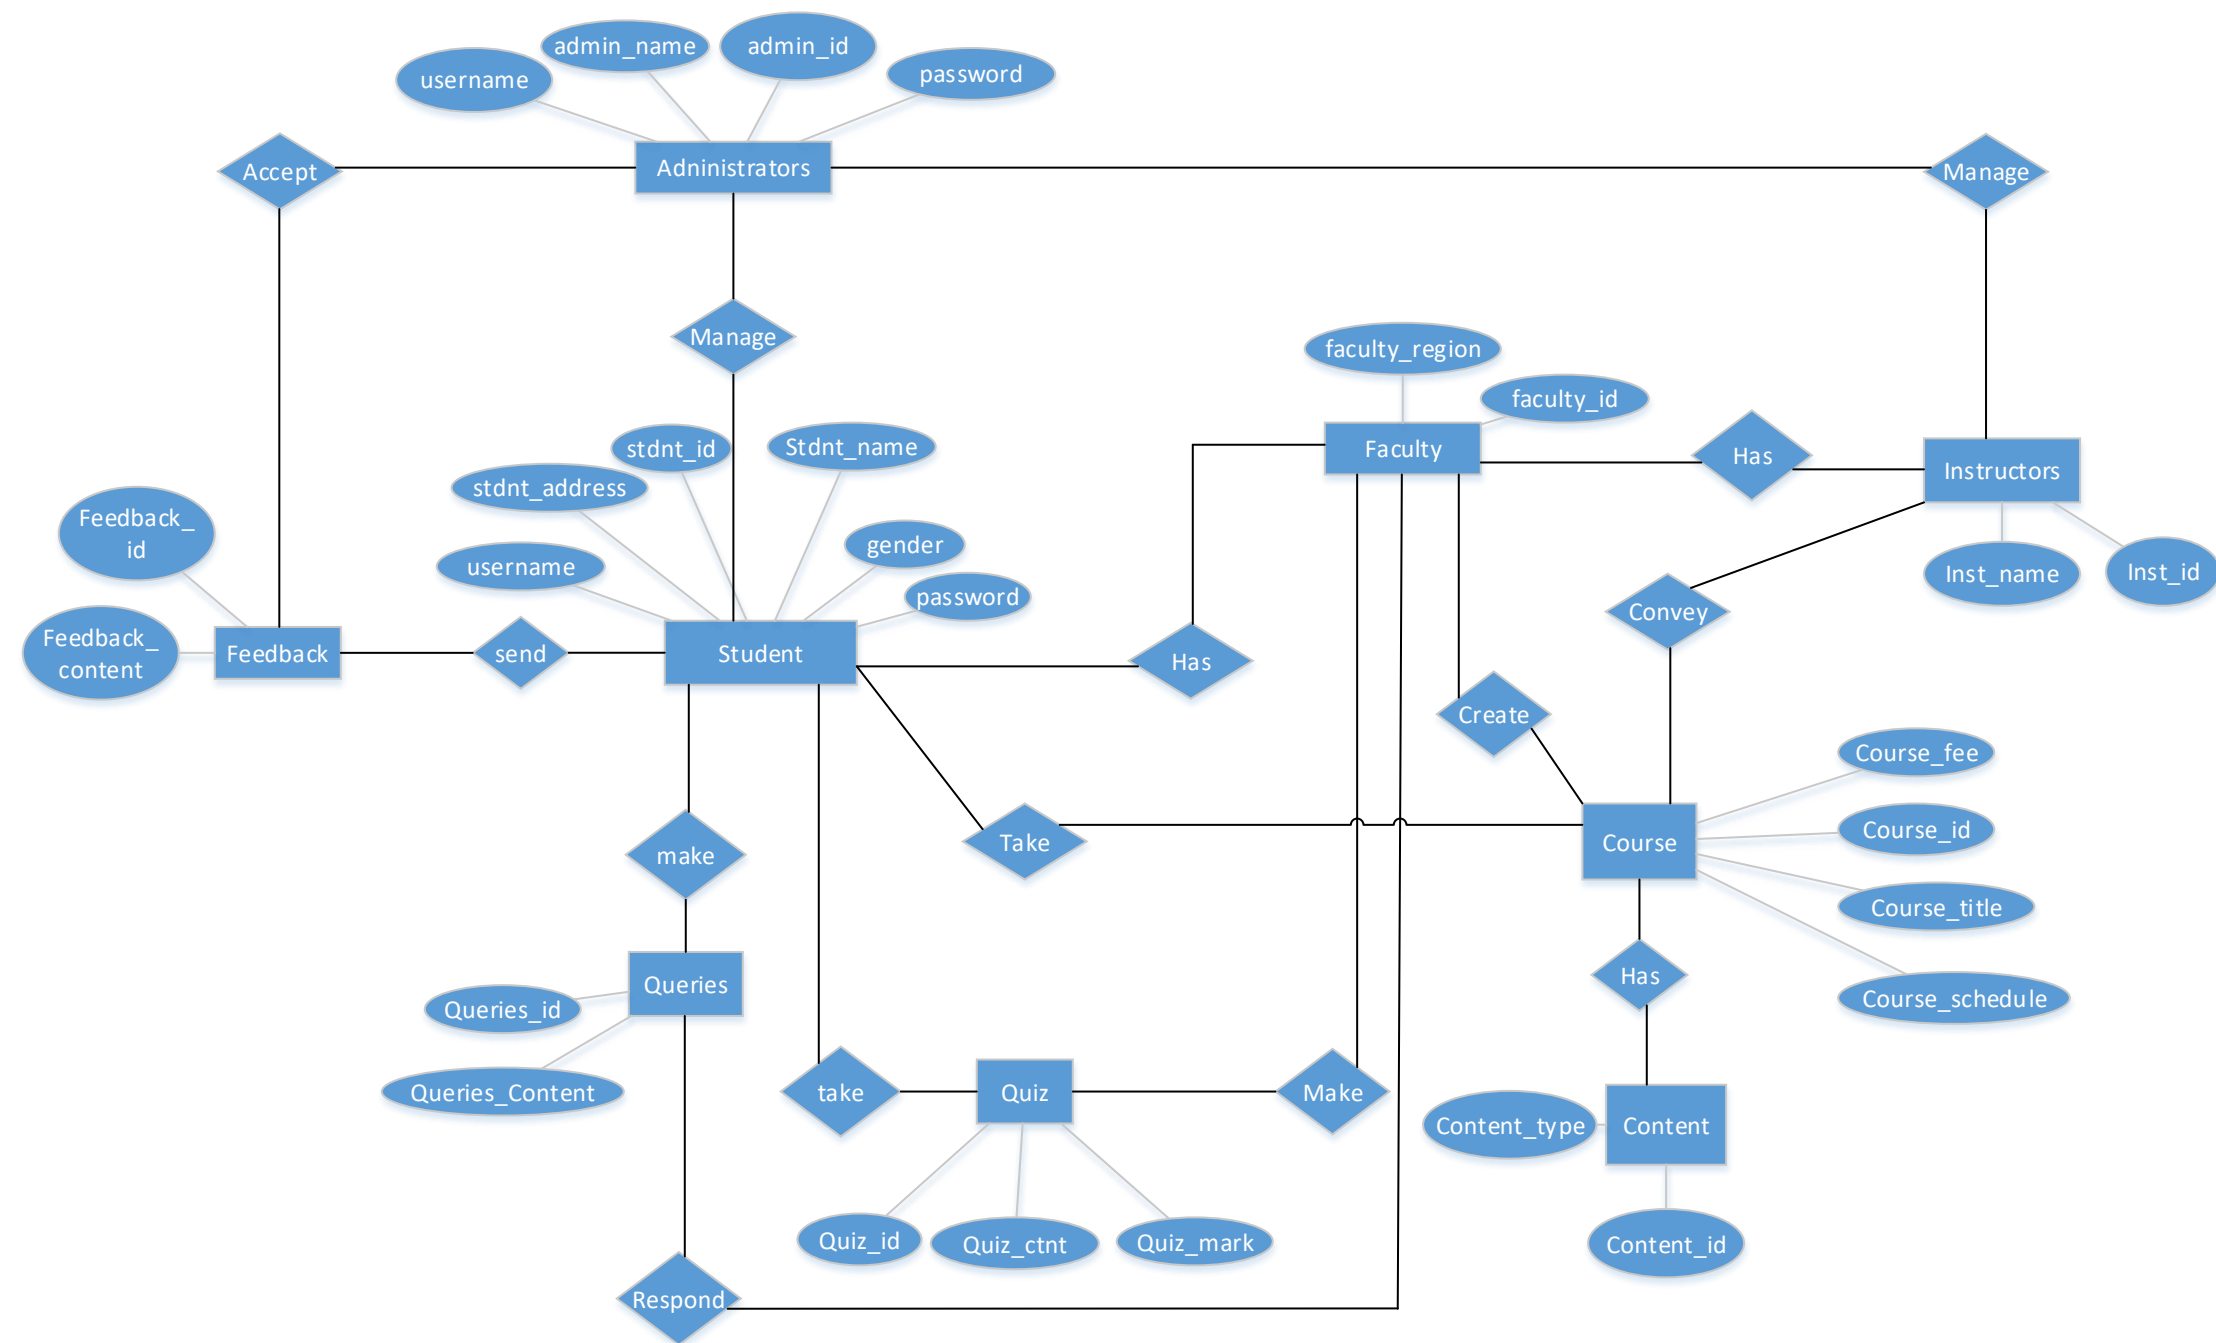 admin_name
admin_id
username
password
Adninistrators
Accept
Manage
Manage
faculty_region
faculty_id
stdnt_id
Stdnt_name
Faculty
Has
Instructors
stdnt_address
Feedback_
id
gender
username
password
Inst_name
Inst_id
Convey
Feedback_
content
Feedback
send
Student
Has
Create
Course_fee
Course_id
make
Take
Course
Course_title
Queries
Has
Course_schedule
Queries_id
Queries_Content
take
Quiz
Make
Content_type
Content
Quiz_id
Quiz_ctnt
Quiz_mark
Content_id
Respond